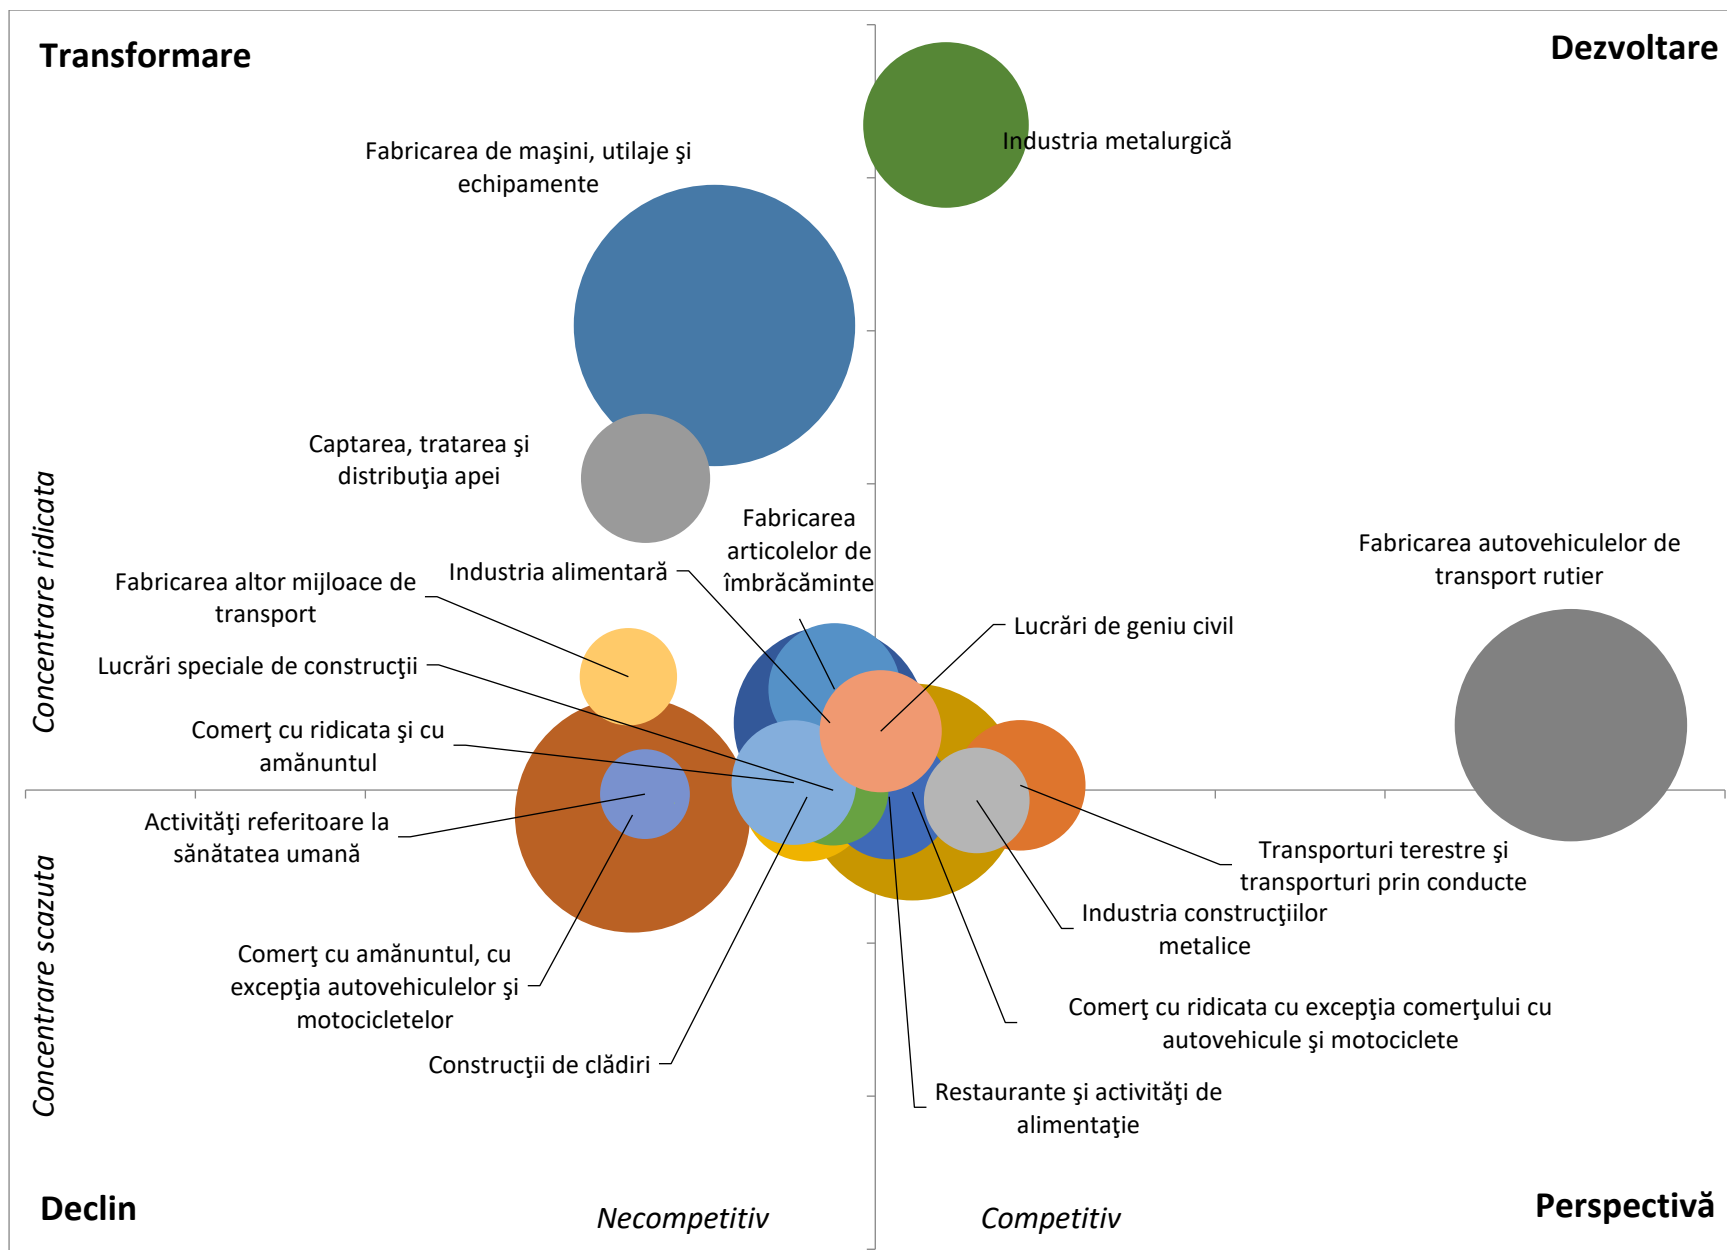 Transformare
Dezvoltare
Industria metalurgică
Fabricarea de maşini, utilaje şi
echipamente
Captarea, tratarea şi
distribuţia apei
Concentrare ridicata
Fabricarea
articolelor de
îmbrăcăminte
Industria alimentară
Fabricarea altor mijloace de
transport
Fabricarea autovehiculelor de
transport rutier
Lucrări de geniu civil
Lucrări speciale de construcţii
Comerţ cu ridicata şi cu
amănuntul
Activităţi referitoare la
sănătatea umană
Transporturi terestre şi
transporturi prin conducte
Concentrare scazuta
Industria construcţiilor
metalice
Comerţ cu amănuntul, cu
excepţia autovehiculelor şi
motocicletelor
Comerţ cu ridicata cu excepţia comerţului cu
autovehicule şi motociclete
Construcţii de clădiri
Restaurante şi activităţi de
alimentaţie
Declin
Necompetitiv
Competitiv
Perspectivă